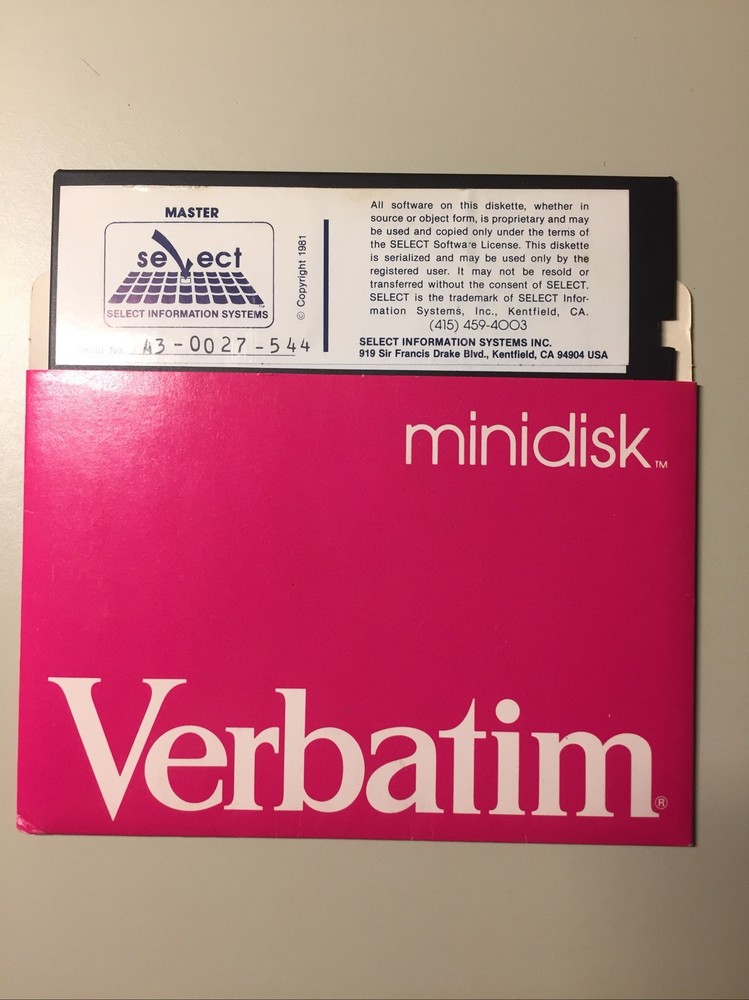 MASTER
select
TM
SELECT INFORMATION SYSTEMS
Serial No. A3-0027-544
© Copyright 1981
All software on this diskette, whether in
source or object form, is proprietary and may
be used and copied only under the terms of
the SELECT Software License. This diskette
is serialized and may be used only by the
registered user. It may not be resold or
transferred without the consent of SELECT.
SELECT is the trademark of SELECT Infor-
mation Systems, Inc., Kentfield, CA.
(415) 459-4003
SELECT INFORMATION SYSTEMS INC.
919 Sir Francis Drake Blvd., Kentfield, CA 94904 USA
minidisk™
Verbatim®